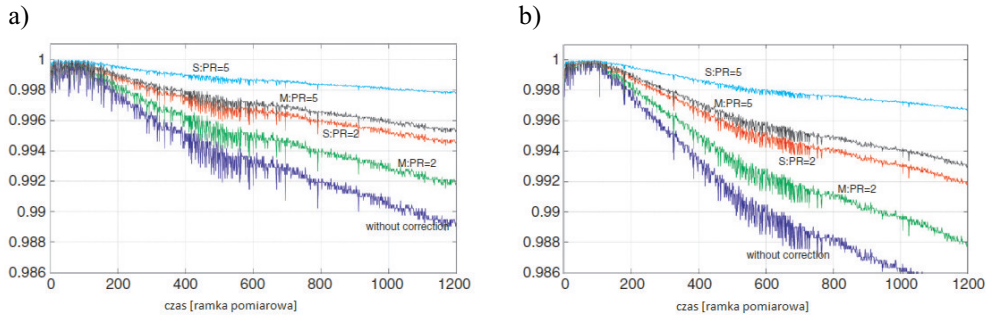 a)
1
0.998
0.996
0.994
0.992
0.99
0.988
0.986
S:PR=5
M:PR=5
S:PR=2
M:PR=2
without correction
0 200 400 600 800 1000 1200
czas [ramka pomiarowa]
b)
1
0.998
0.996
0.994
0.992
0.99
0.988
0.986
S:PR=5
M:PR=5
S:PR=2
M:PR=2
without correction
0 200 400 600 800 1000 1200
czas [ramka pomiarowa]